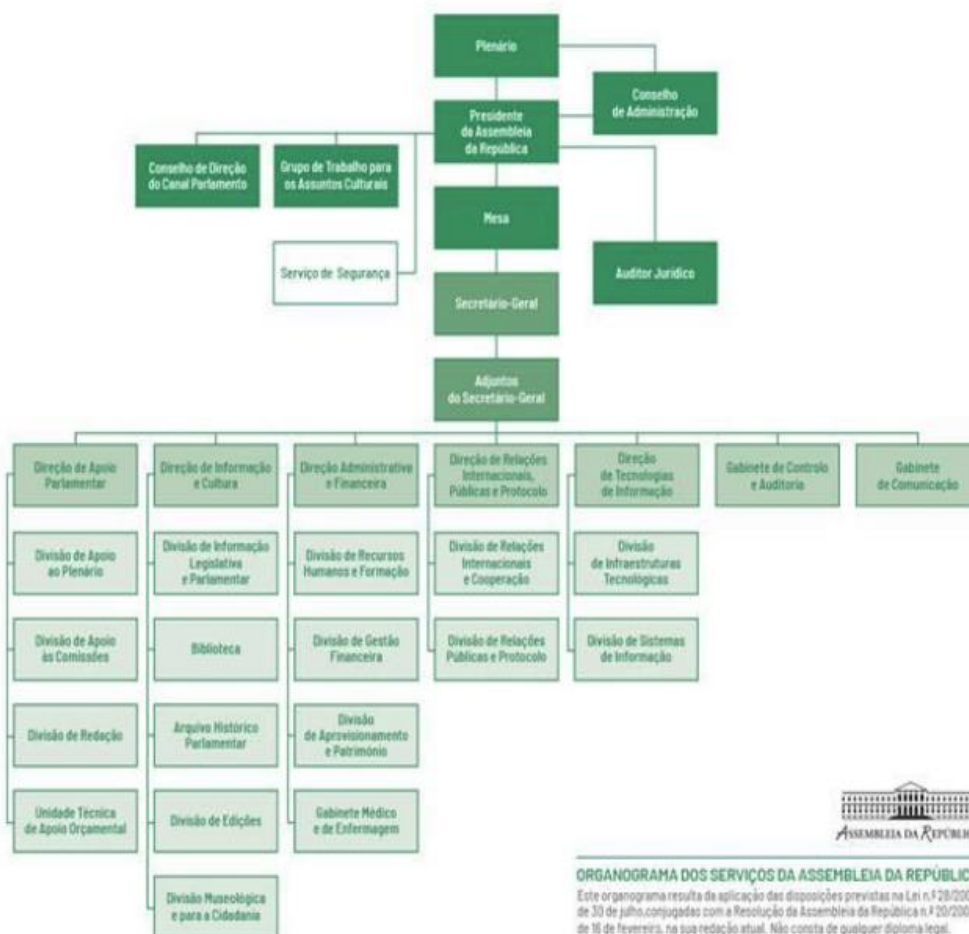 Plenário
Conselho
de Administração
Presidente
da Assembleia
da República
Conselho de Direção
do Canal Parlamento
Grupo de Trabalho para
os Assuntos Culturais
Mesa
Serviço de Segurança
Auditor Jurídico
Secretário-Geral
Adjuntos
do Secretário-Geral
Direção de Apoio
Parlamentar
Direção de Informação
e Cultura
Direção Administrativa
e Financeira
Direção de Relações
Internacionais,
Públicas e Protocolo
Direção
de Tecnologias
de Informação
Gabinete de Controlo
e Auditoria
Gabinete
de Comunicação
Divisão de Apoio
ao Plenário
Divisão de Informação
Legislativa
e Parlamentar
Divisão de Recursos
Humanos e Formação
Divisão de Relações
Internacionais
e Cooperação
Divisão
de Infraestruturas
Tecnológicas
Divisão de Apoio
às Comissões
Biblioteca
Divisão de Gestão
Financeira
Divisão de Relações
Públicas e Protocolo
Divisão de Sistemas
de Informação
Divisão de Redação
Arquivo Histórico
Parlamentar
Divisão
de Aprovisionamento
e Património
Unidade Técnica
de Apoio Orçamental
Divisão de Edições
Gabinete Médico
e de Enfermagem
Divisão Museológica
e para a Cidadania
ASSEMBLEIA DA REPÚBLI
ORGANOGRAMA DOS SERVIÇOS DA ASSEMBLEIA DA REPÚBLIC
Este organograma resulta da aplicação das disposições previstas na Lei n.º 28/200
de 30 de julho,conjugadas com a Resolução da Assembleia da República n.º 20/200
de 16 de fevereiro, na sua redação atual. Não consta de qualquer diploma legal.